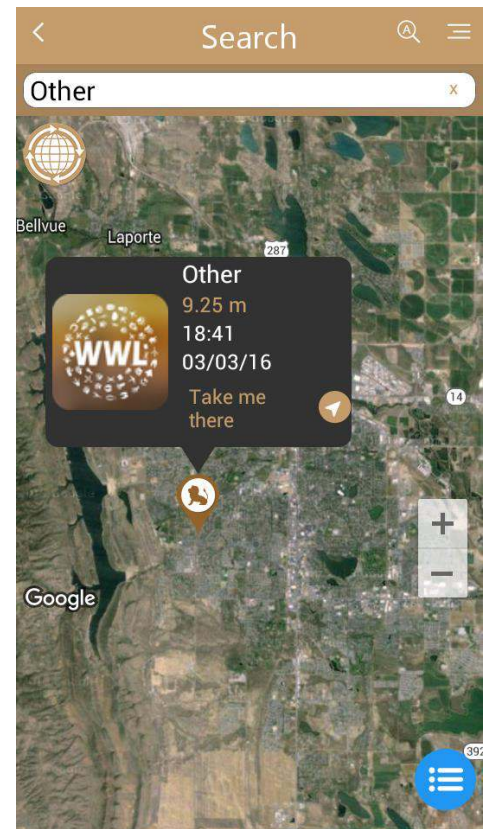 Search
A
Other
x
Bellvue
Laporte
287
Other
9.25 m
WWL
18:41
03/03/16
Take me
there
14
+
−
Google
392